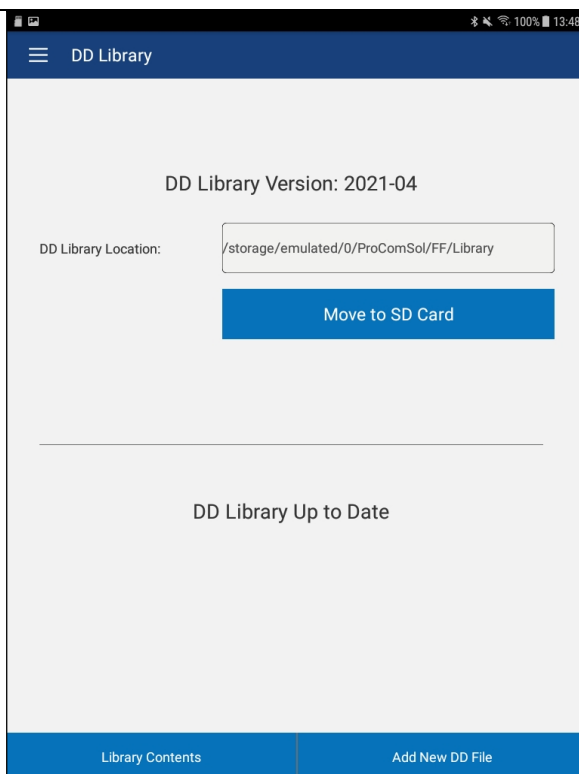 100% 13:48
DD Library
DD Library Version: 2021-04
DD Library Location: /storage/emulated/0/ProComSol/FF/Library
Move to SD Card
DD Library Up to Date
Library Contents Add New DD File